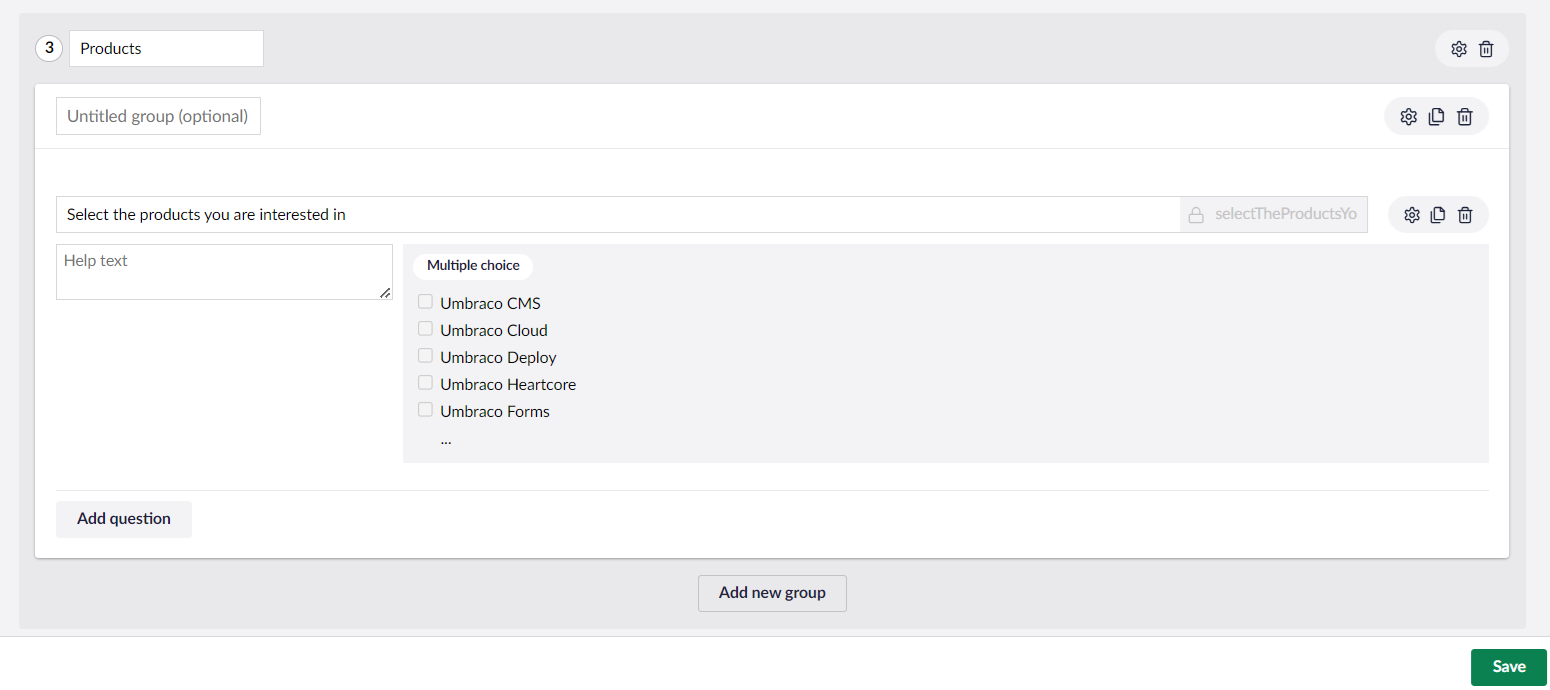 3 Products
Untitled group (optional)
Select the products you are interested in selectTheProductsYo
Help text
Multiple choice
Umbraco CMS
Umbraco Cloud
Umbraco Deploy
Umbraco Heartcore
Umbraco Forms
...
Add question
Add new group
Save